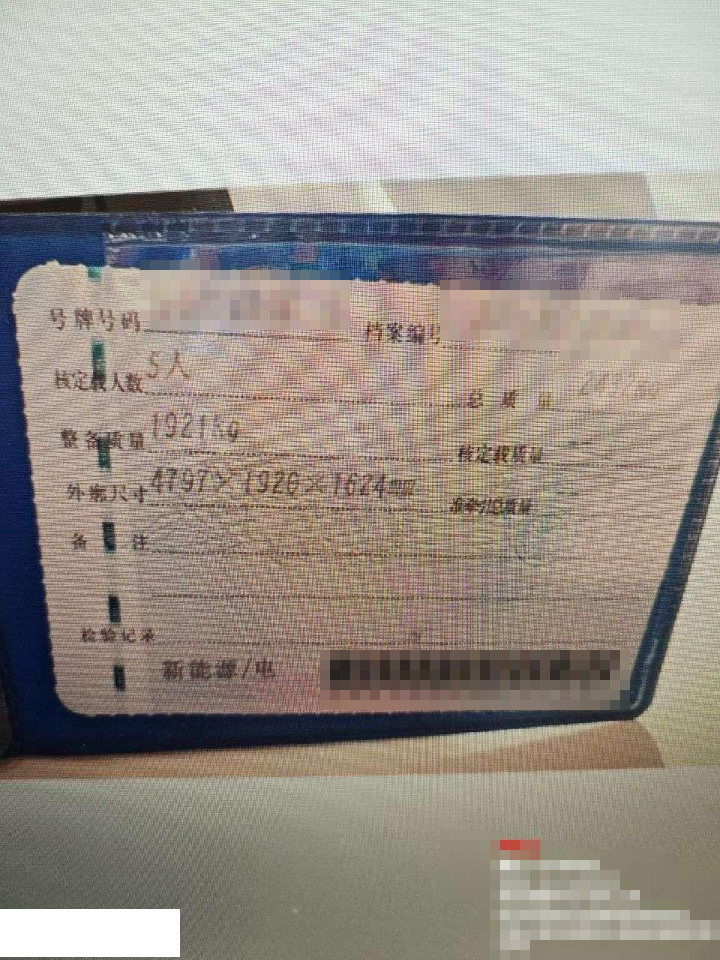 号牌号码 档案编号
核定载人数 5人 总质量
整备质量 1921kg 核定载质量
外廓尺寸 4797×1920×1624mm 准牵引总质量
备注
检验记录
新能源/电